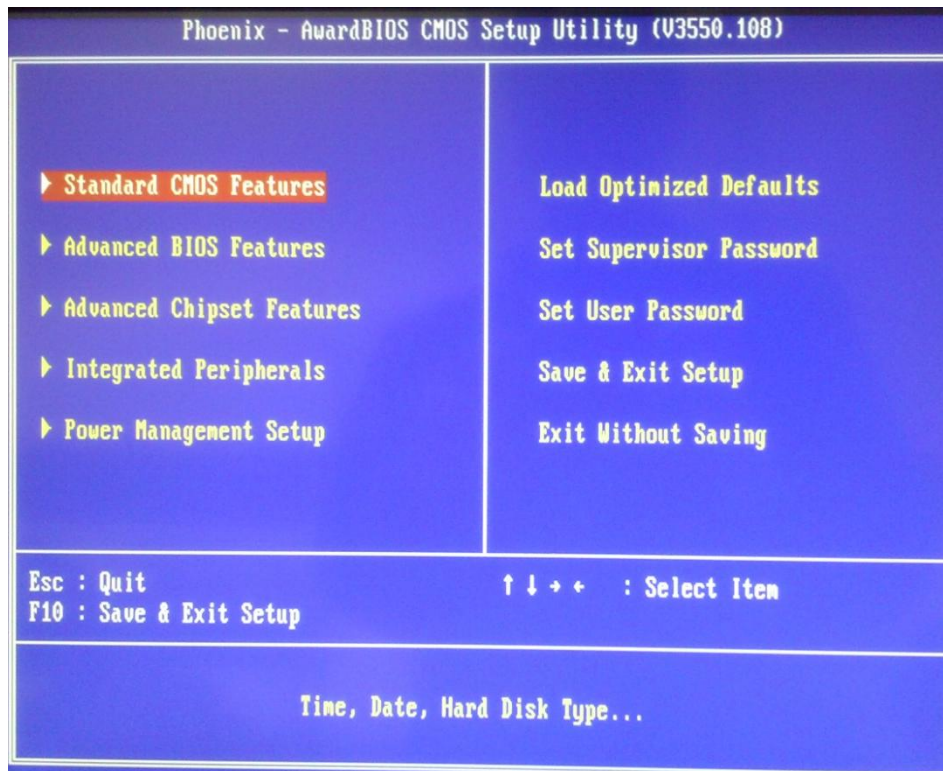 Phoenix - AwardBIOS CMOS Setup Utility (V3550.108)
Standard CMOS Features
Advanced BIOS Features
Advanced Chipset Features
Integrated Peripherals
Power Management Setup
Load Optimized Defaults
Set Supervisor Password
Set User Password
Save & Exit Setup
Exit Without Saving
Esc : Quit
↑ ↓ → ← : Select Item
F10 : Save & Exit Setup
Time, Date, Hard Disk Type...